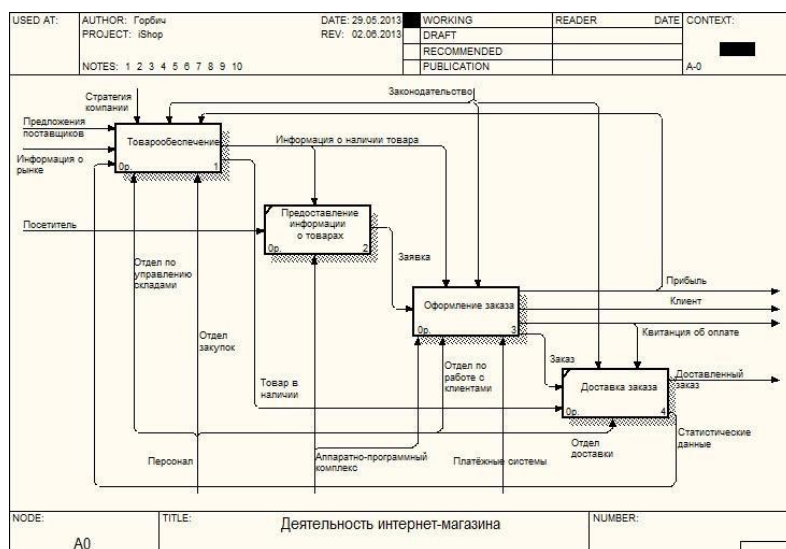 USED AT:
AUTHOR: Горбич
DATE: 29.05.2013
WORKING
READER
DATE
CONTEXT:
PROJECT: iShop
REV: 02.06.2013
DRAFT
RECOMMENDED
NOTES: 1 2 3 4 5 6 7 8 9 10
PUBLICATION
A-0
Стратегия
компании
Законодательство
Предложения
поставщиков
Товарообеспечение
0р.
1
Информация о наличии товара
Информация о
рынке
Посетитель
Предоставление
информации
о товарах
0р.
2
Заявка
Отдел по
управлению
складами
Прибыль
Клиент
Оформление заказа
0р.
3
Квитанция об оплате
Отдел
закупок
Отдел по
работе с
клиентами
Заказ
Товар в
наличии
Доставка заказа
0р.
4
Доставленный
заказ
Статистические
данные
Отдел
доставки
Персонал
Аппаратно-программный
комплекс
Платёжные системы
NODE:
A0
TITLE:
Деятельность интернет-магазина
NUMBER: